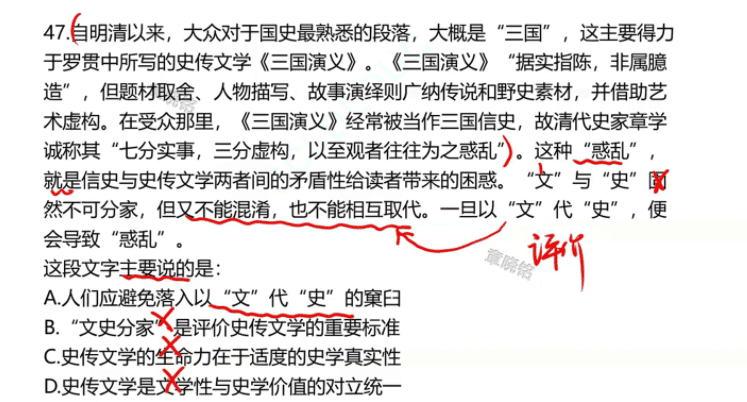 47.自明清以来，大众对于国史最熟悉的段落，大概是“三国”，这主要得力
于罗贯中所写的史传文学《三国演义》。《三国演义》“据实指陈，非属臆
造”，但题材取舍、人物描写、故事演绎则广纳传说和野史素材，并借助艺
术虚构。在受众那里，《三国演义》经常被当作三国信史，故清代史家章学
诚称其“七分实事，三分虚构，以至观者往往为之惑乱”。这种“惑乱”，
就是信史与史传文学两者间的矛盾性给读者带来的困惑。“文”与“史”固
然不可分家，但又不能混淆，也不能相互取代。一旦以“文”代“史”，便
会导致“惑乱”。
评价
章晓铭
这段文字主要说的是：
A.人们应避免落入以“文”代“史”的窠臼
B.“文史分家”是评价史传文学的重要标准
C.史传文学的生命力在于适度的史学真实性
D.史传文学是文学性与史学价值的对立统一